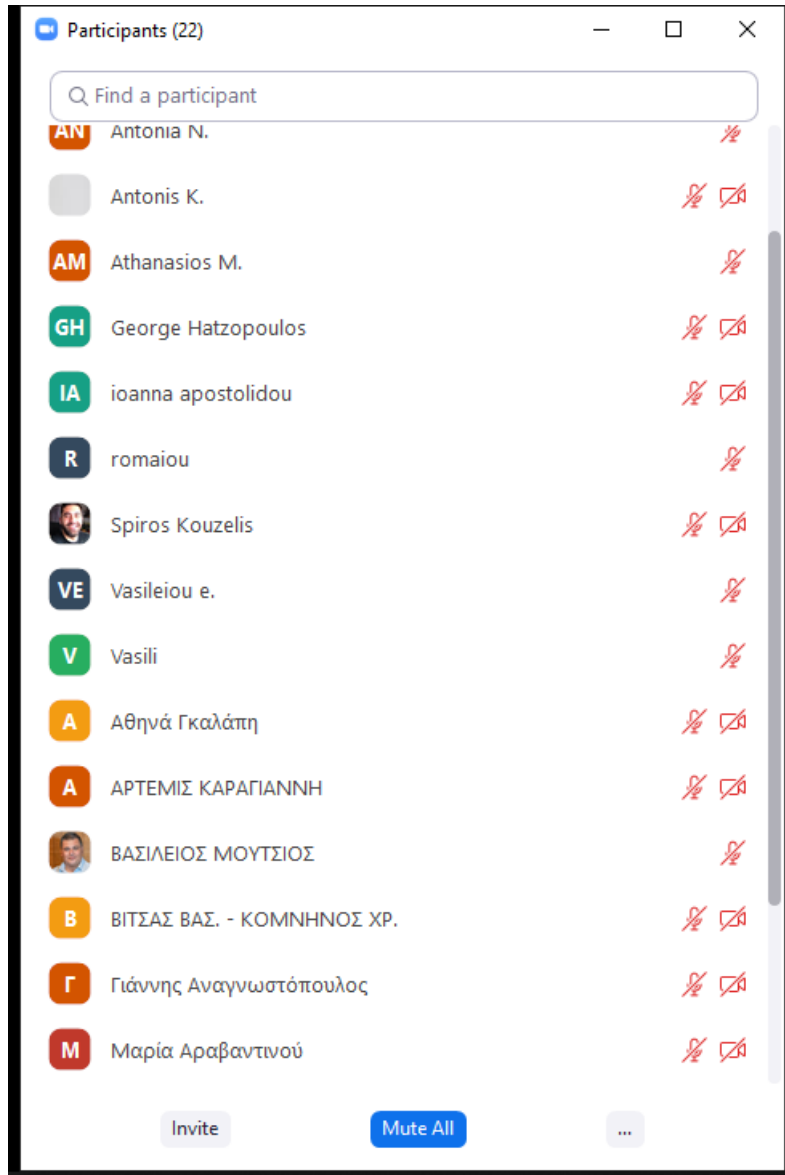 Participants (22)
Find a participant
AN Antonia N.
Antonis K.
AM Athanasios M.
GH George Hatzopoulos
IA ioanna apostolidou
R romaiou
Spiros Kouzelis
VE Vasileiou e.
V Vasili
Α Αθηνά Γκαλάπη
Α ΑΡΤΕΜΙΣ ΚΑΡΑΓΙΑΝΝΗ
ΒΑΣΙΛΕΙΟΣ ΜΟΥΤΣΙΟΣ
Β ΒΙΤΣΑΣ ΒΑΣ. - ΚΟΜΝΗΝΟΣ ΧΡ.
Γ Γιάννης Αναγνωστόπουλος
Μ Μαρία Αραβαντινού
Invite Mute All ...